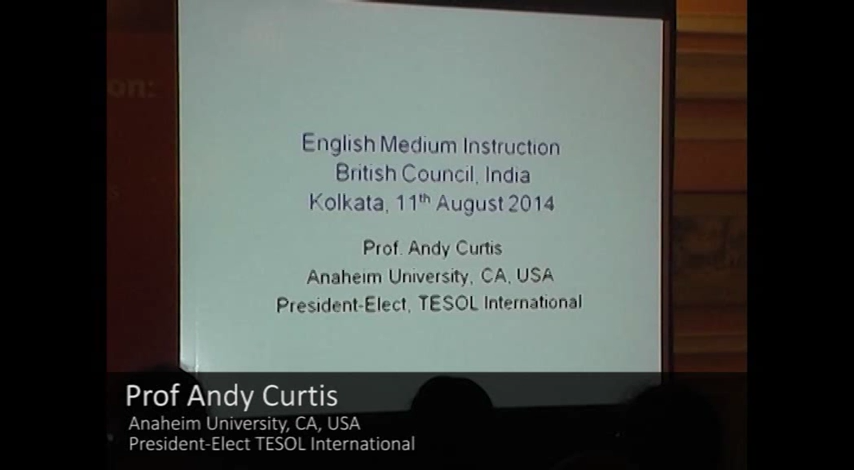 on:
English Medium Instruction
British Council, India
Kolkata, 11th August 2014
Prof. Andy Curtis
Anaheim University, CA, USA
President-Elect, TESOL International
Prof Andy Curtis
Anaheim University, CA, USA
President-Elect TESOL International